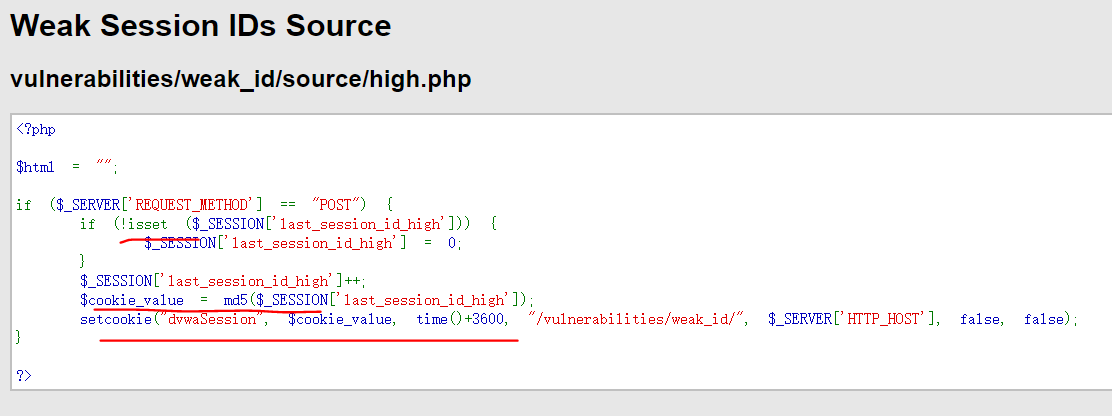 Weak Session IDs Source
vulnerabilities/weak_id/source/high.php
<?php
$html = "";
if ($_SERVER['REQUEST_METHOD'] == "POST") {
if (!isset ($_SESSION['last_session_id_high'])) {
$_SESSION['last_session_id_high'] = 0;
}
$_SESSION['last_session_id_high']++;
$cookie_value = md5($_SESSION['last_session_id_high']);
setcookie("dvwaSession", $cookie_value, time()+3600, "/vulnerabilities/weak_id/", $_SERVER['HTTP_HOST'], false, false);
}
?>